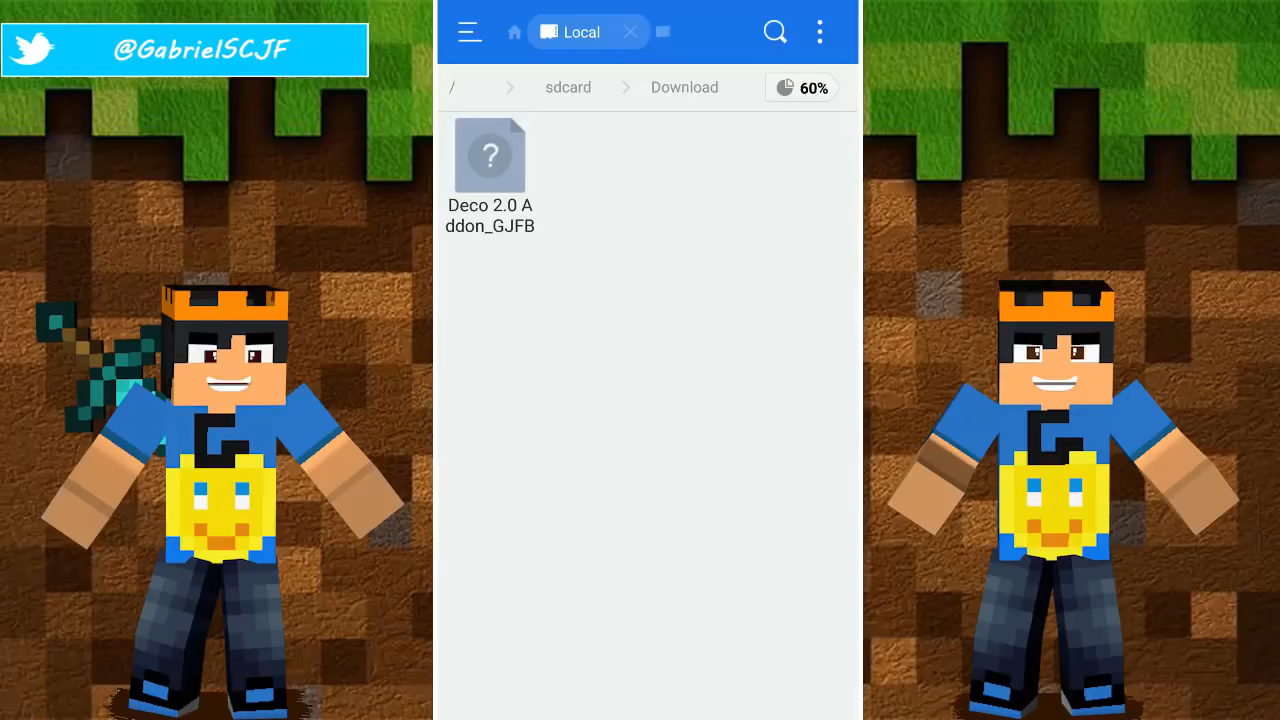 @GabrielSCJF
Local
/ sdcard Download 60%
?
Deco 2.0 A
ddon_GJFB